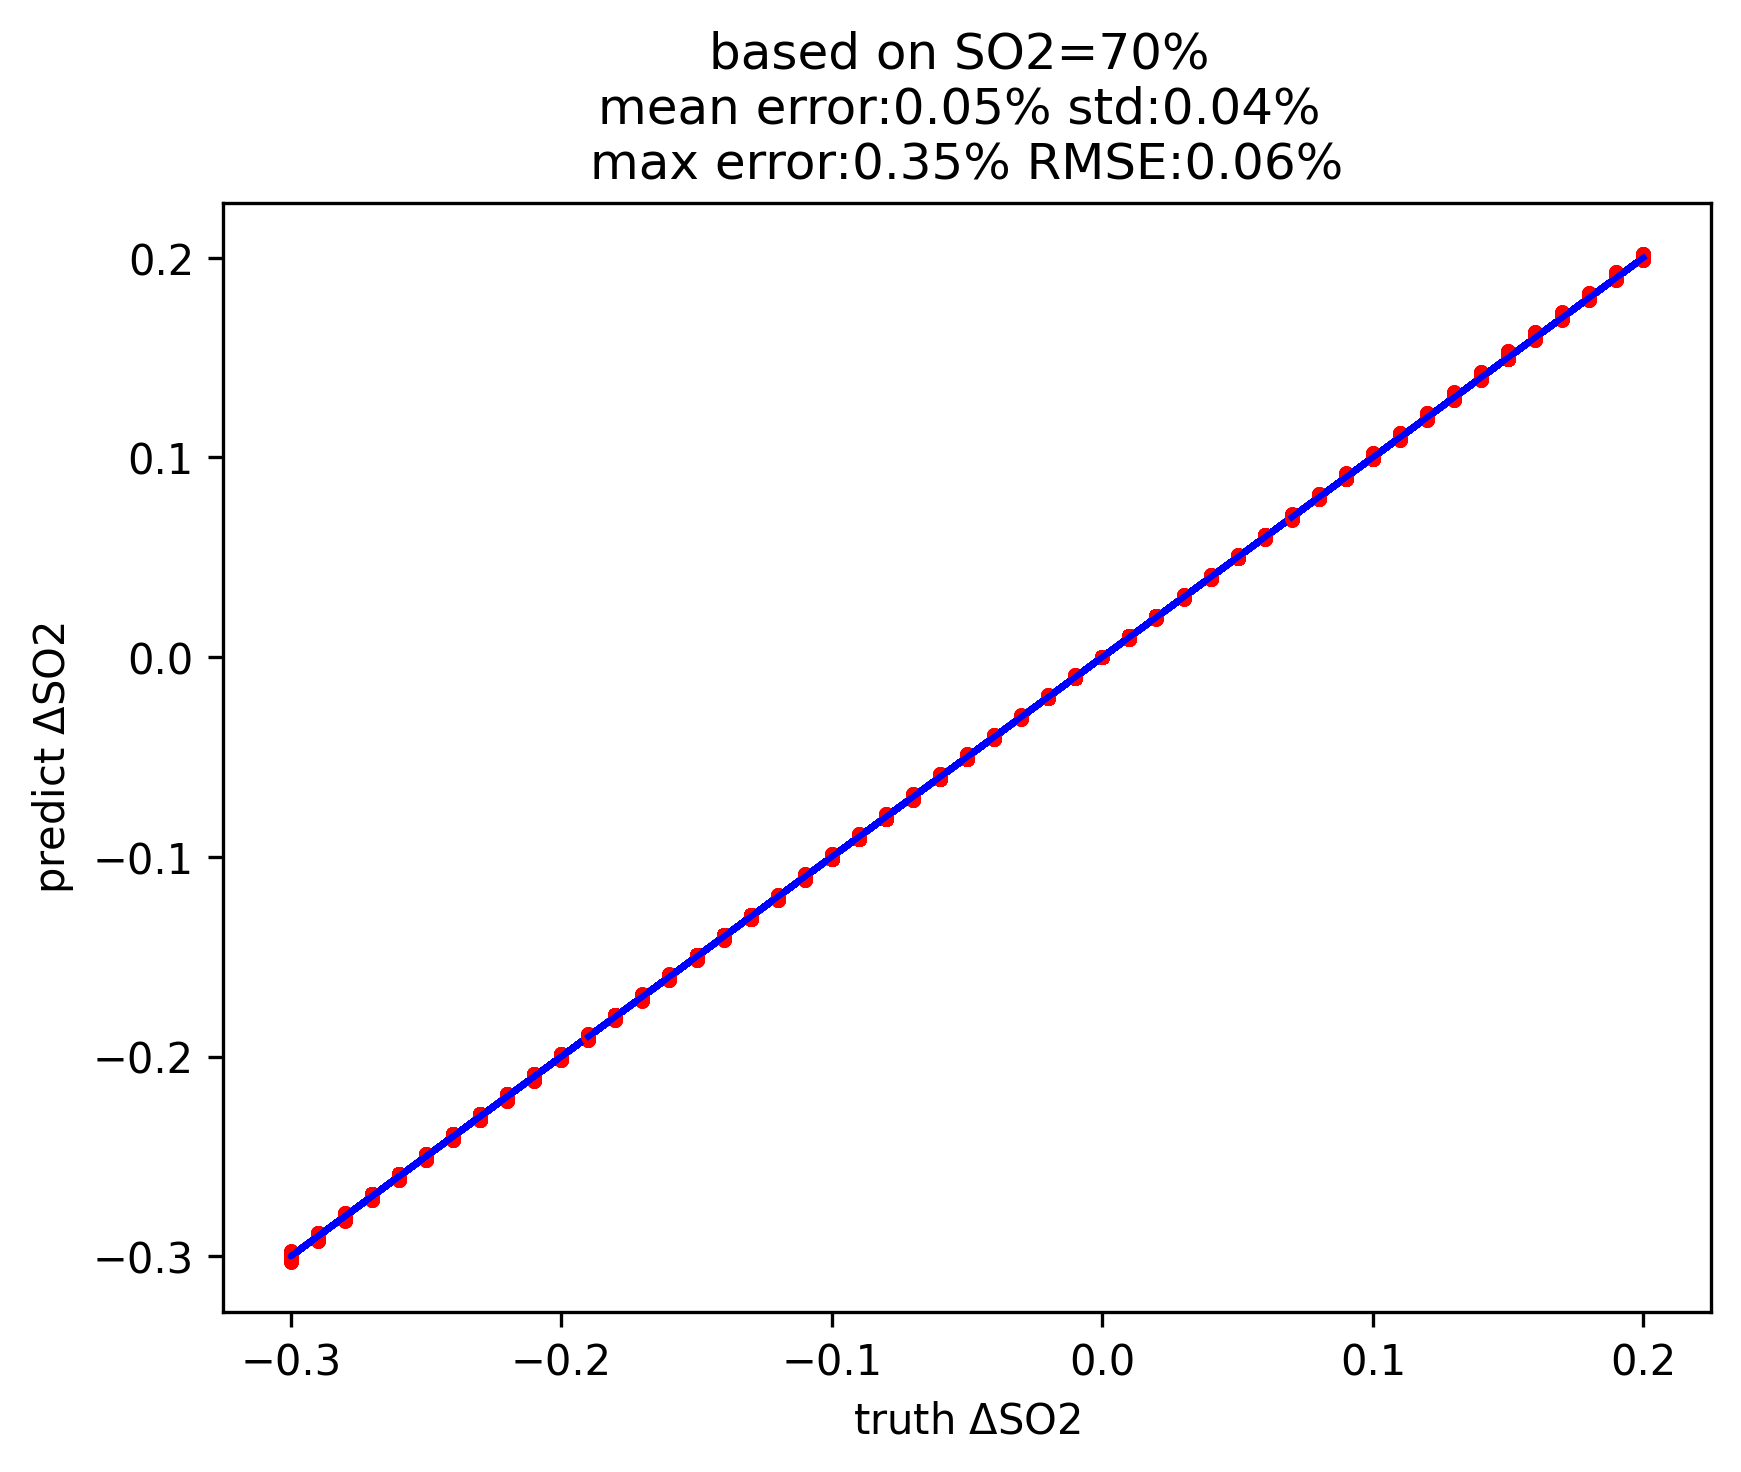 based on SO2=70%
mean error:0.05% std:0.04%
max error:0.35% RMSE:0.06%
0.2
0.1
0.0
−0.1
−0.2
−0.3
predict ΔSO2
−0.3 −0.2 −0.1 0.0 0.1 0.2
truth ΔSO2